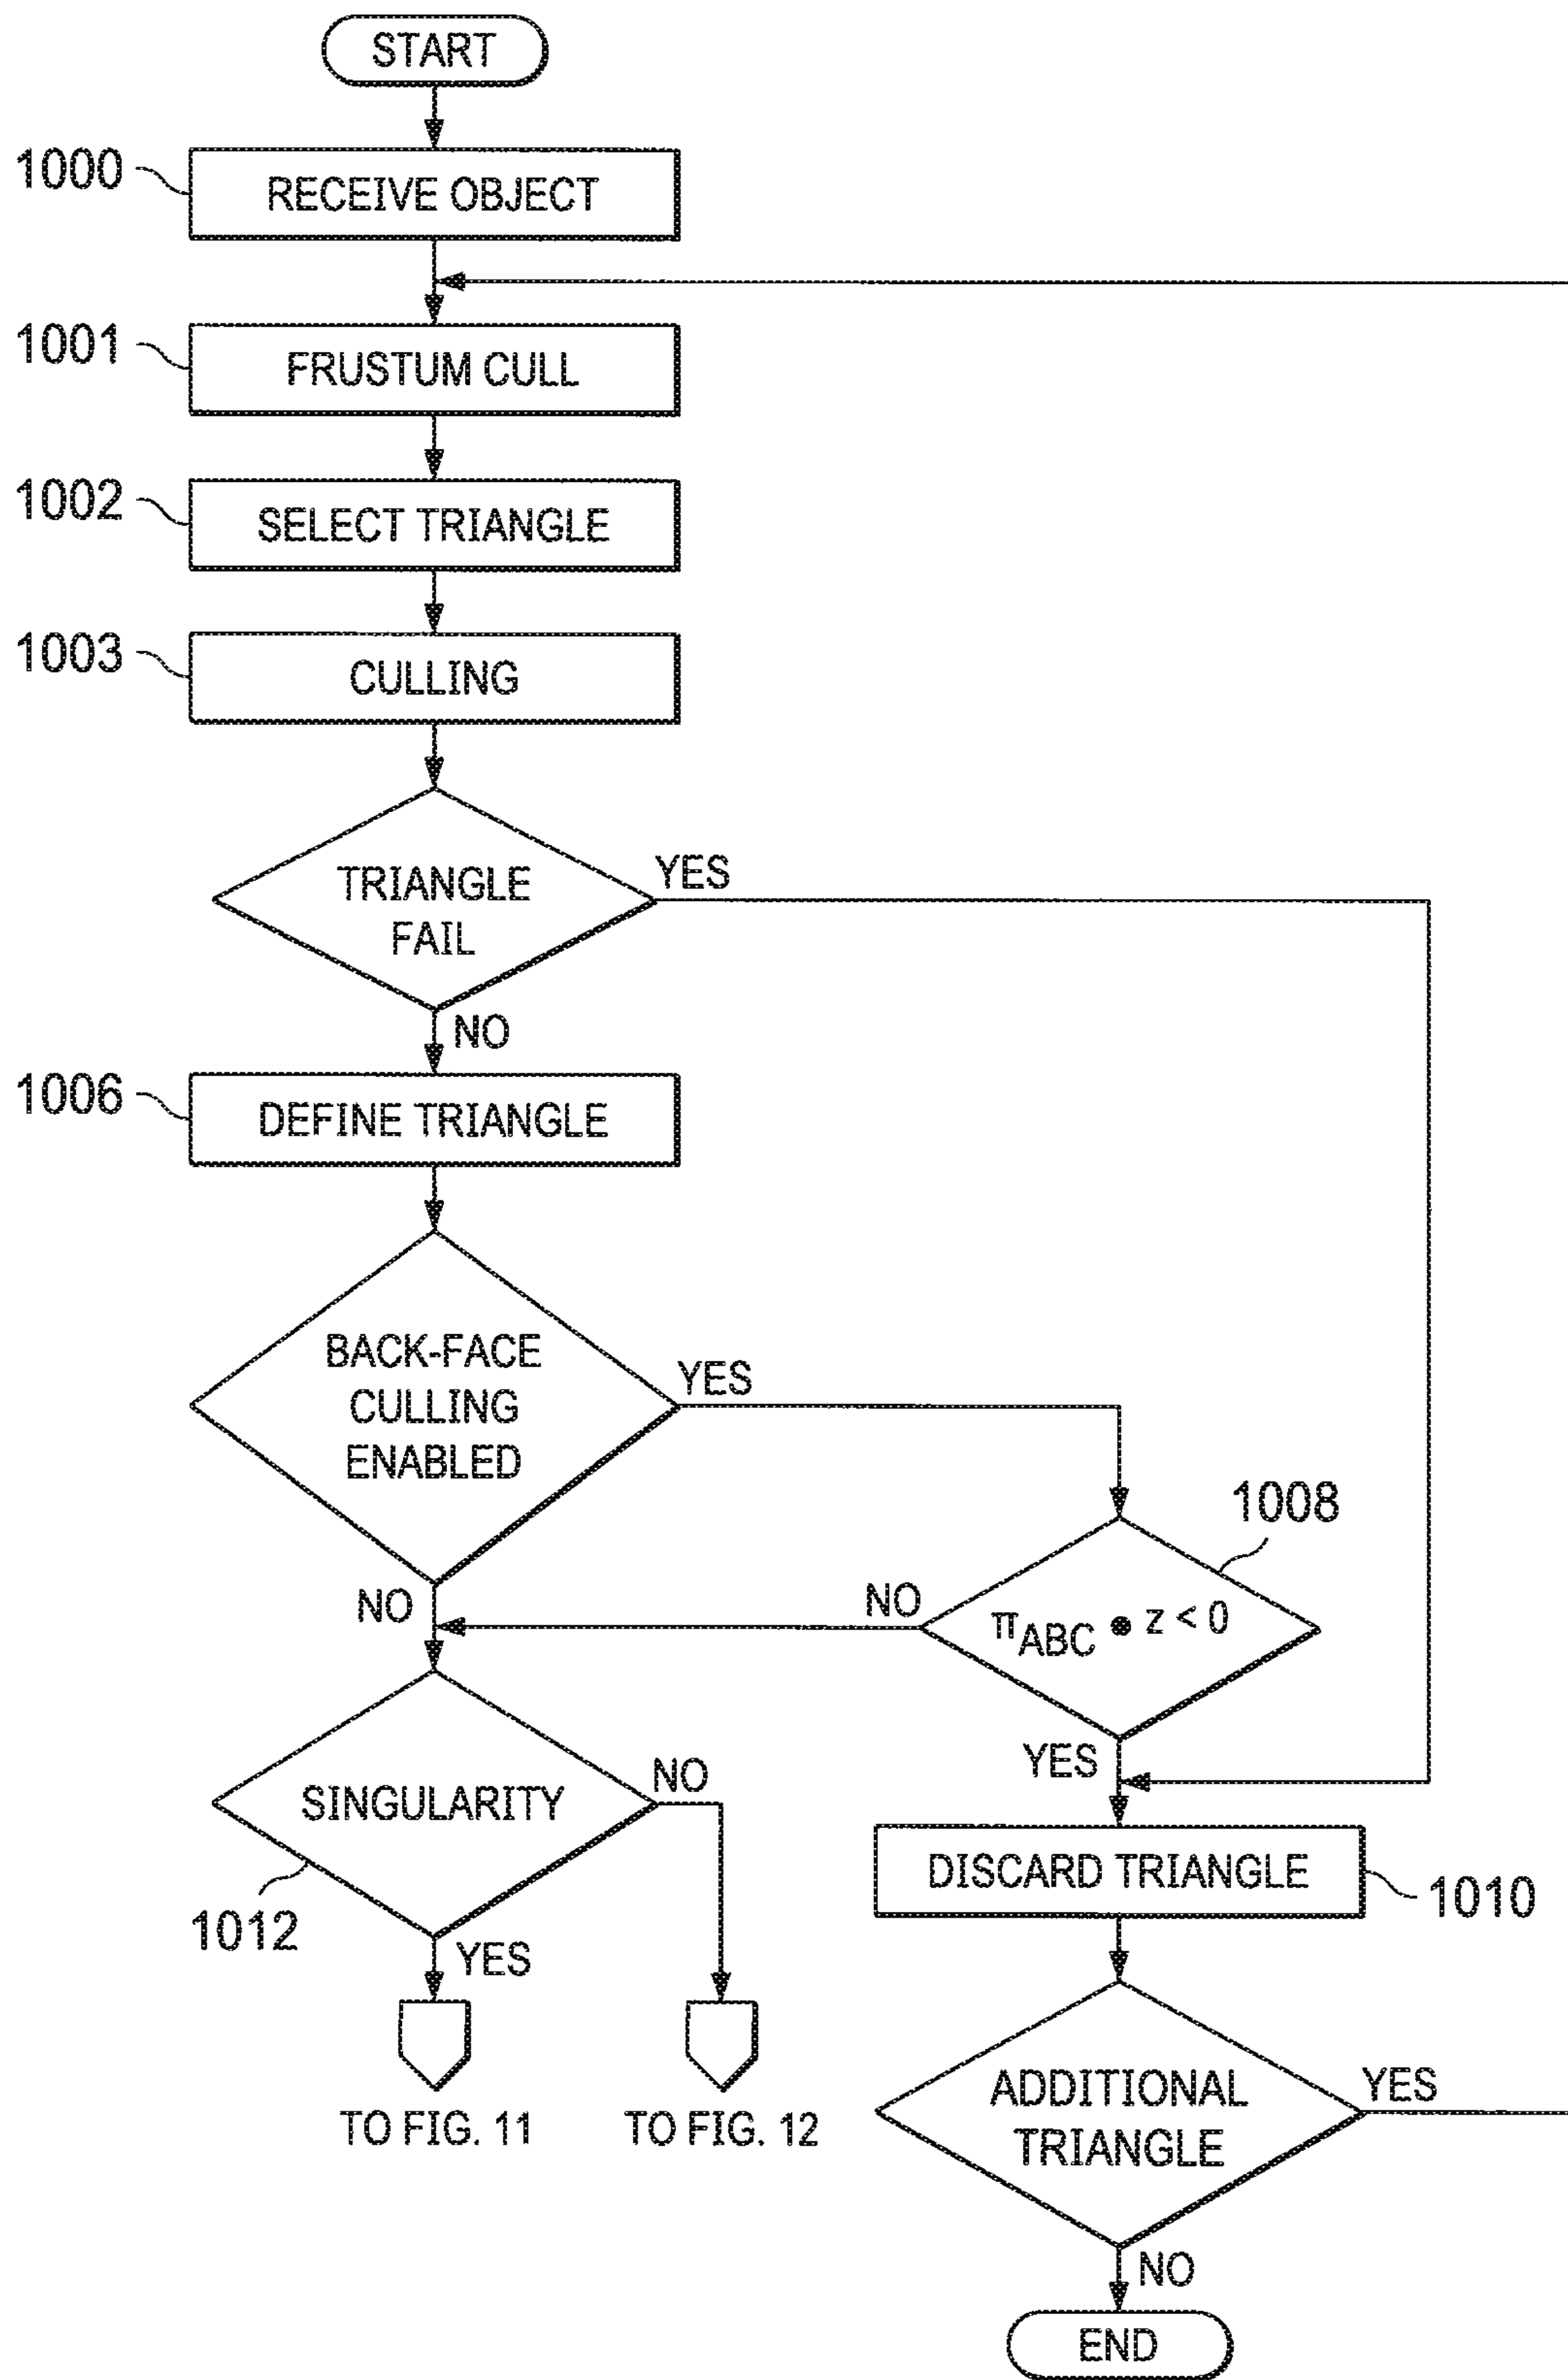 START
1000
RECEIVE OBJECT
1001
FRUSTUM CULL
1002
SELECT TRIANGLE
1003
CULLING
TRIANGLE
FAIL
YES
NO
1006
DEFINE TRIANGLE
BACK-FACE
CULLING
ENABLED
YES
NO
1008
πABC • z < 0
NO
YES
SINGULARITY
NO
1012
YES
TO FIG. 11
TO FIG. 12
DISCARD TRIANGLE
1010
ADDITIONAL
TRIANGLE
YES
NO
END